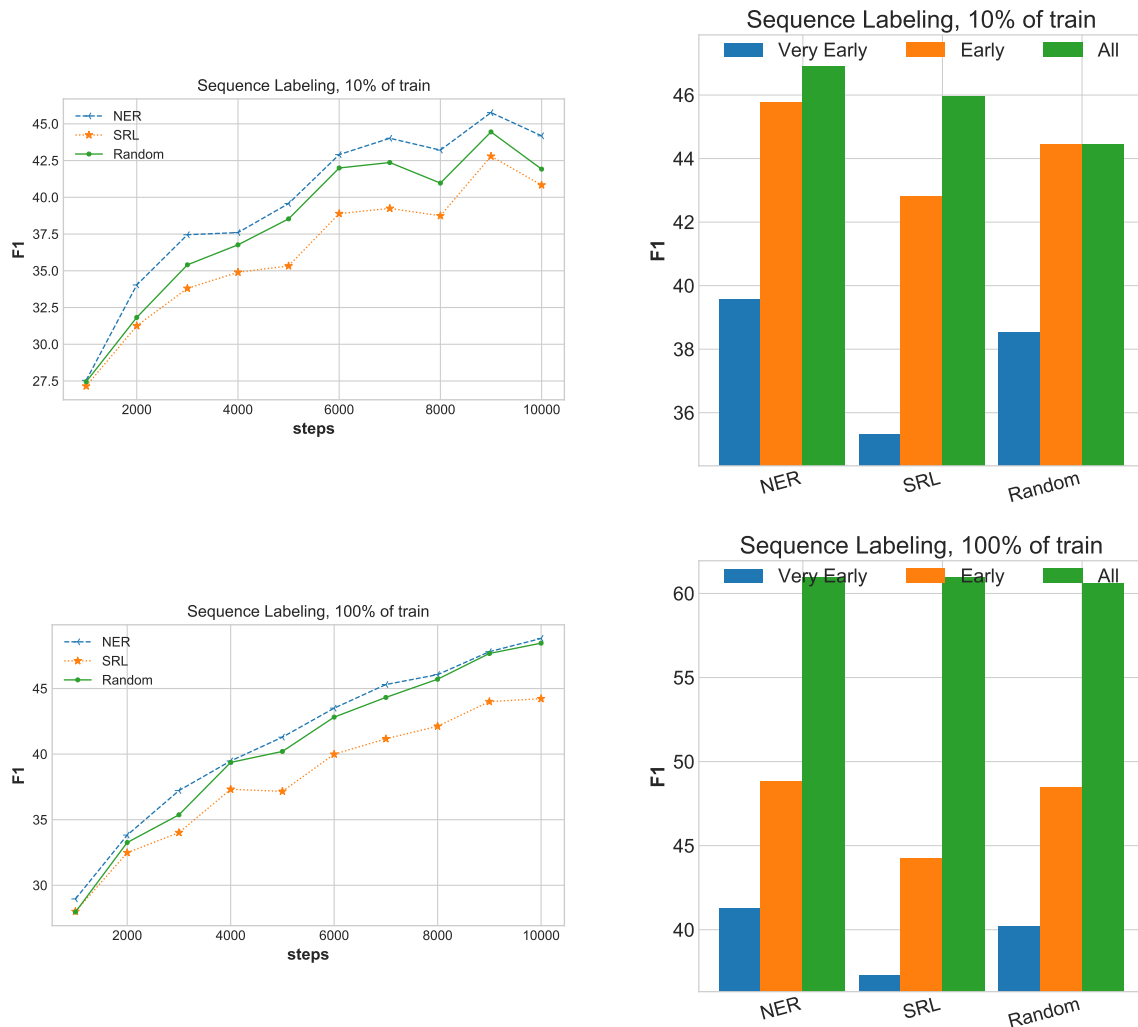 Sequence Labeling, 10% of train
NER
SRL
Random
45.0
42.5
40.0
37.5
35.0
32.5
30.0
27.5
F1
2000 4000 6000 8000 10000
steps
Sequence Labeling, 10% of train
Very Early Early All
46
44
42
40
38
36
F1
NER SRL Random
Sequence Labeling, 100% of train
NER
SRL
Random
45
40
35
30
F1
2000 4000 6000 8000 10000
steps
Sequence Labeling, 100% of train
Very Early Early All
60
55
50
45
40
F1
NER SRL Random